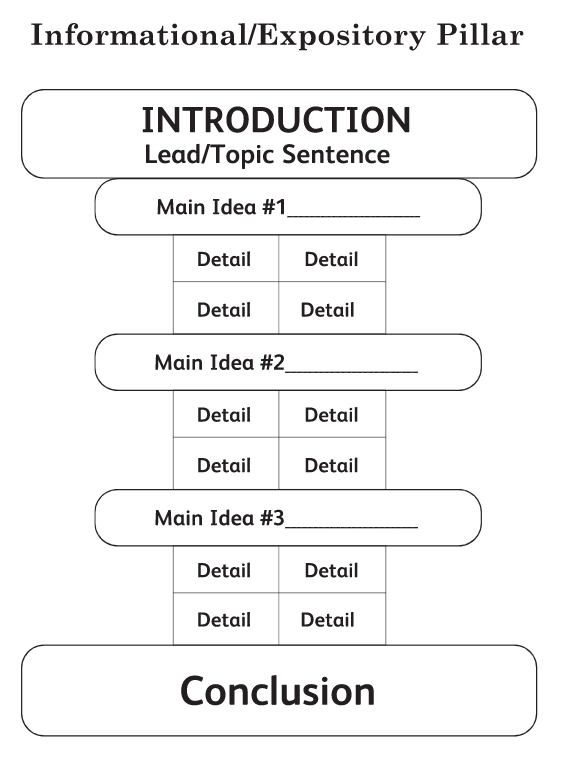 Informational/Expository Pillar
INTRODUCTION
Lead/Topic Sentence
Main Idea #1____________
Detail Detail
Detail Detail
Main Idea #2____________
Detail Detail
Detail Detail
Main Idea #3____________
Detail Detail
Detail Detail
Conclusion